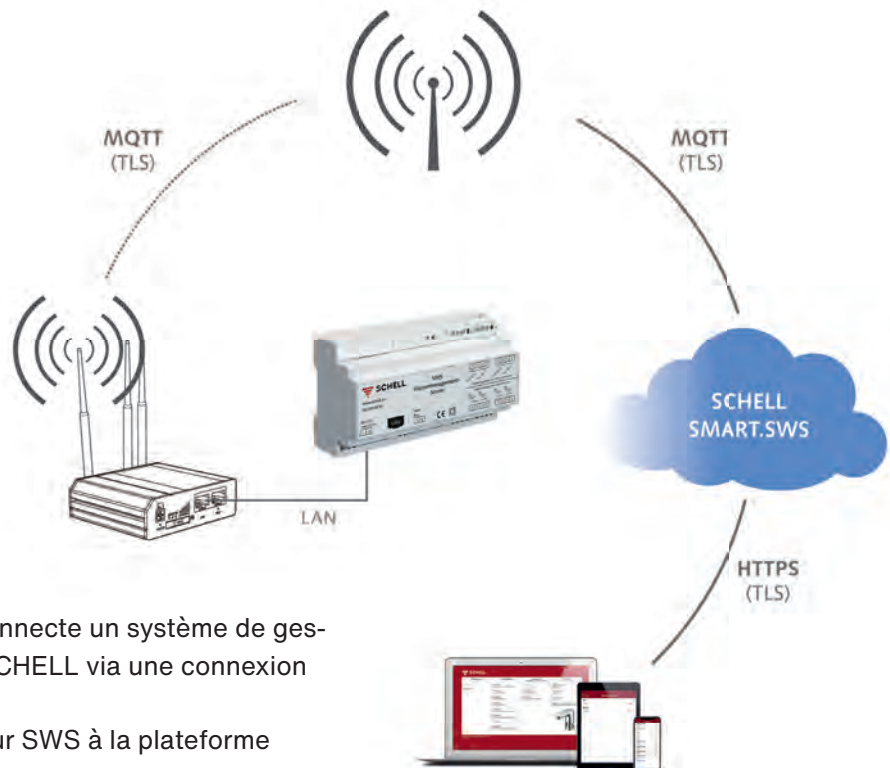 MQTT
(TLS)
MQTT
(TLS)
SCHELL
SCHELL
SMART.SWS
LAN
HTTPS
(TLS)
nnecte un système de ges-
CHELL via une connexion
ur SWS à la plateforme